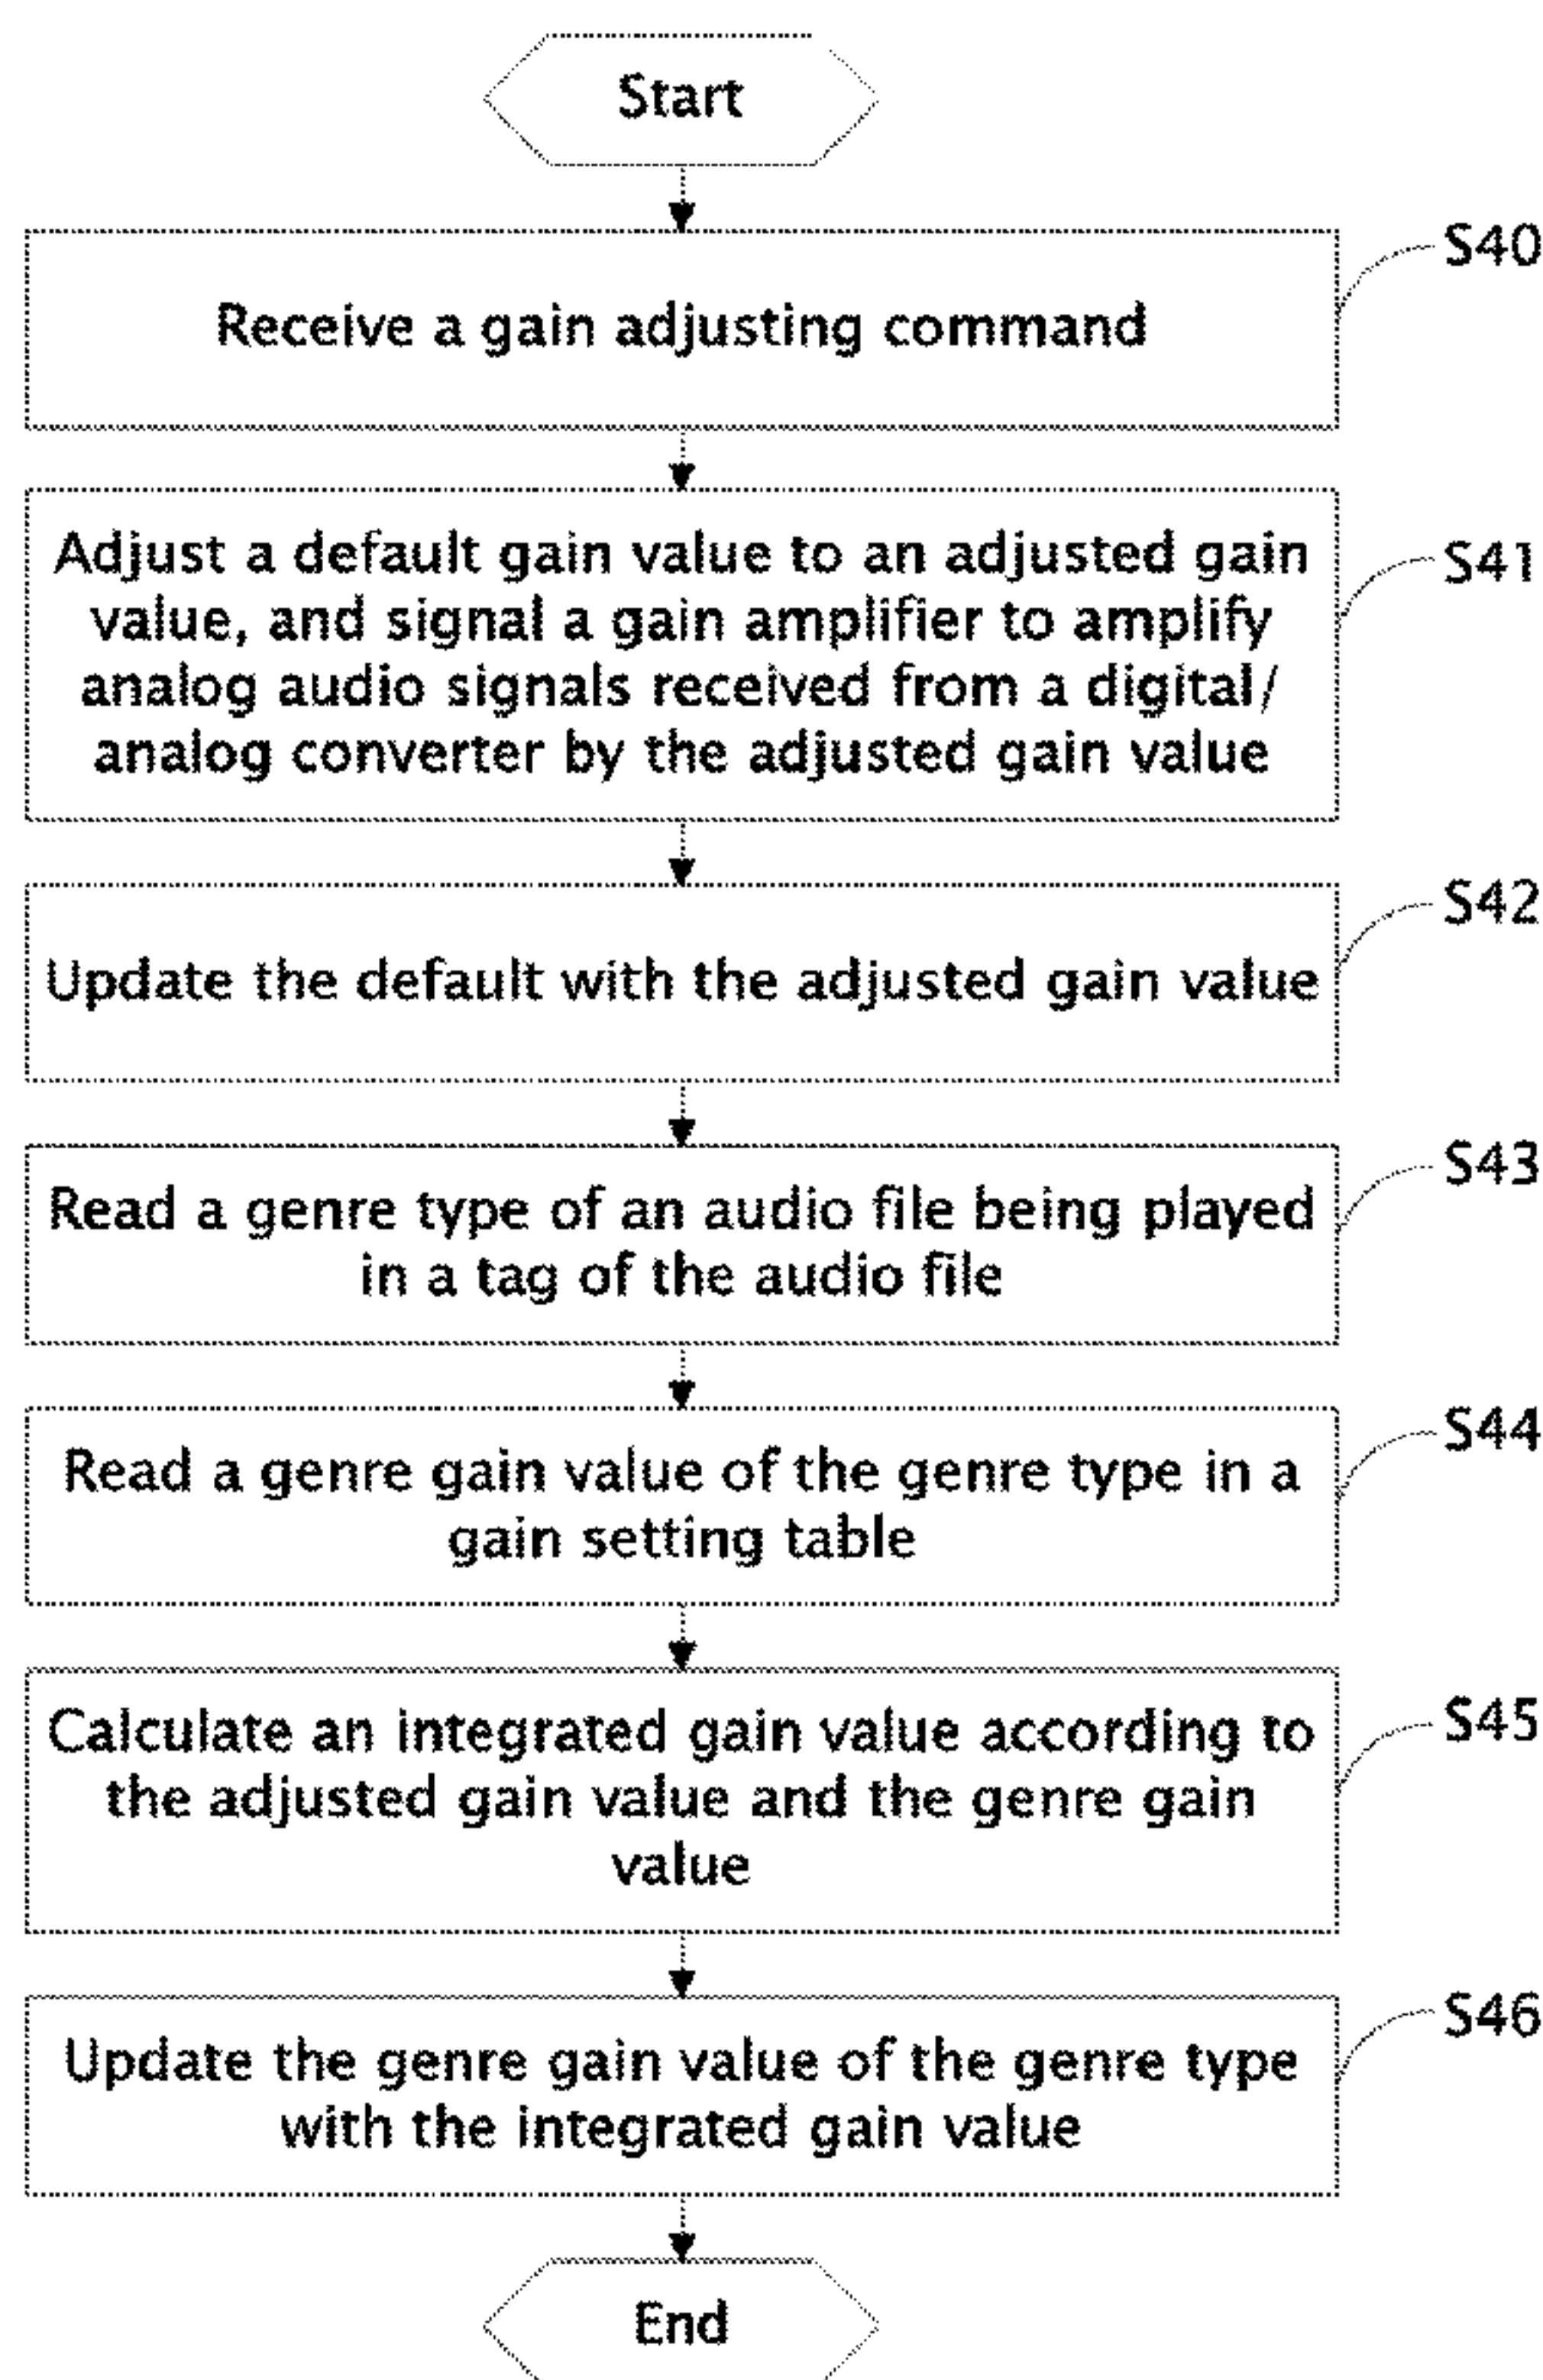 Start
S40
Receive a gain adjusting command
S41
Adjust a default gain value to an adjusted gain
value, and signal a gain amplifier to amplify
analog audio signals received from a digital/
analog converter by the adjusted gain value
S42
Update the default with the adjusted gain value
S43
Read a genre type of an audio file being played
in a tag of the audio file
S44
Read a genre gain value of the genre type in a
gain setting table
S45
Calculate an integrated gain value according to
the adjusted gain value and the genre gain
value
S46
Update the genre gain value of the genre type
with the integrated gain value
End